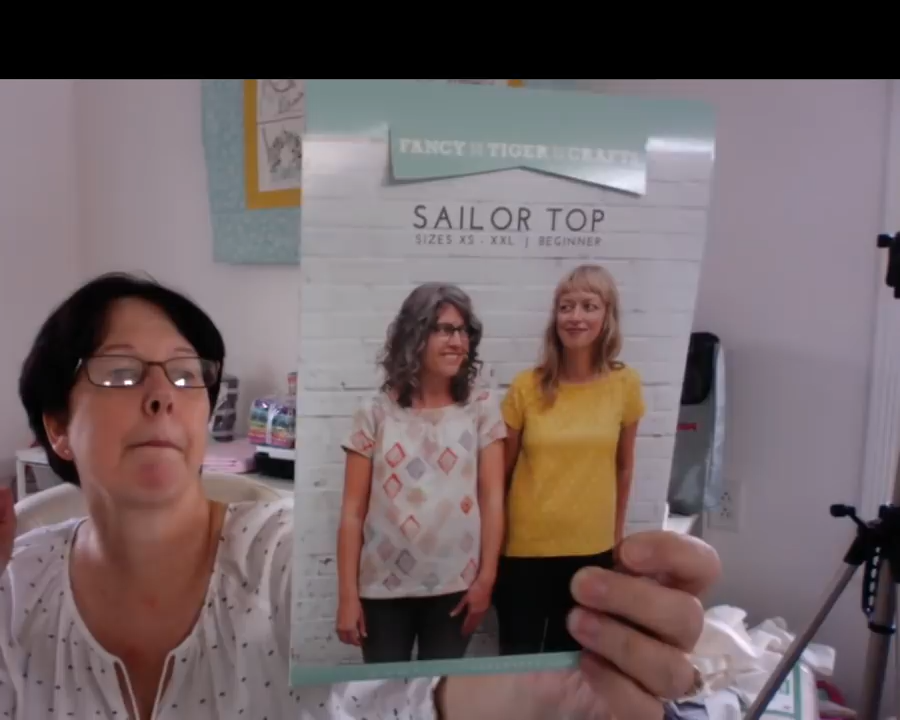 FANCY TIGER CRAFTS
SAILOR TOP
SIZES XS - XXL | BEGINNER